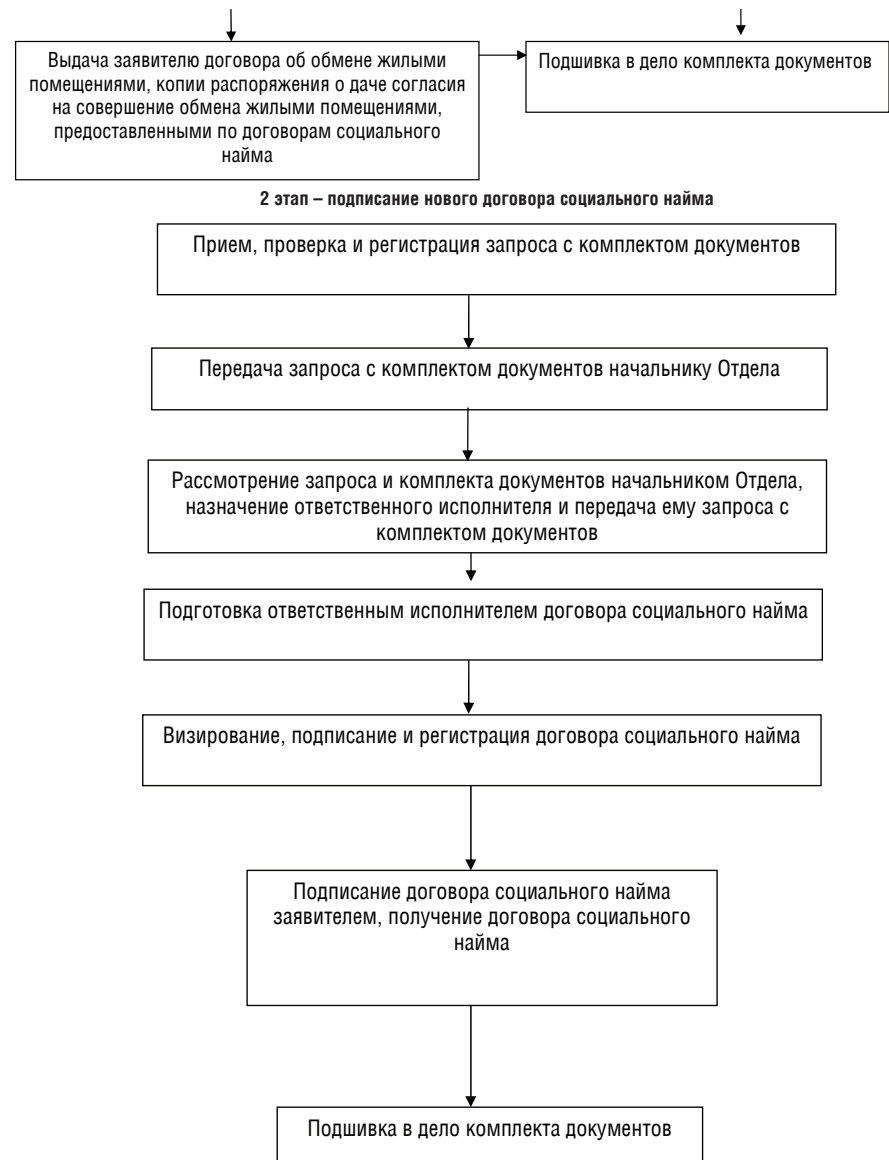 Выдача заявителю договора об обмене жилыми
помещениями, копии распоряжения о даче согласия
на совершение обмена жилыми помещениями,
предоставленными по договорам социального
найма
Подшивка в дело комплекта документов
2 этап – подписание нового договора социального найма
Прием, проверка и регистрация запроса с комплектом документов
Передача запроса с комплектом документов начальнику Отдела
Рассмотрение запроса и комплекта документов начальником Отдела,
назначение ответственного исполнителя и передача ему запроса с
комплектом документов
Подготовка ответственным исполнителем договора социального найма
Визирование, подписание и регистрация договора социального найма
Подписание договора социального найма
заявителем, получение договора социального
найма
Подшивка в дело комплекта документов